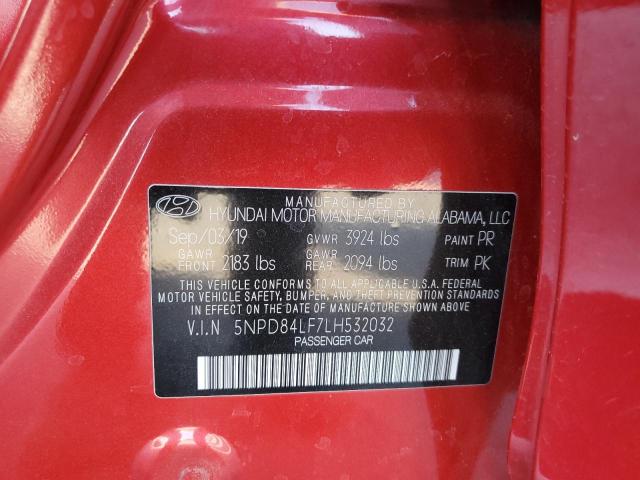 MANUFACTURED BY
HYUNDAI MOTOR MANUFACTURING ALABAMA, LLC
Sep/03/19 GVWR 3924 lbs PAINT PR
GAWR FRONT 2183 lbs GAWR REAR 2094 lbs TRIM PK
THIS VEHICLE CONFORMS TO ALL APPLICABLE U.S.A. FEDERAL
MOTOR VEHICLE SAFETY, BUMPER, AND THEFT PREVENTION STANDARDS
IN EFFECT ON THE DATE OF MANUFACTURE SHOWN ABOVE.
V.I.N 5NPD84LF7LH532032
PASSENGER CAR